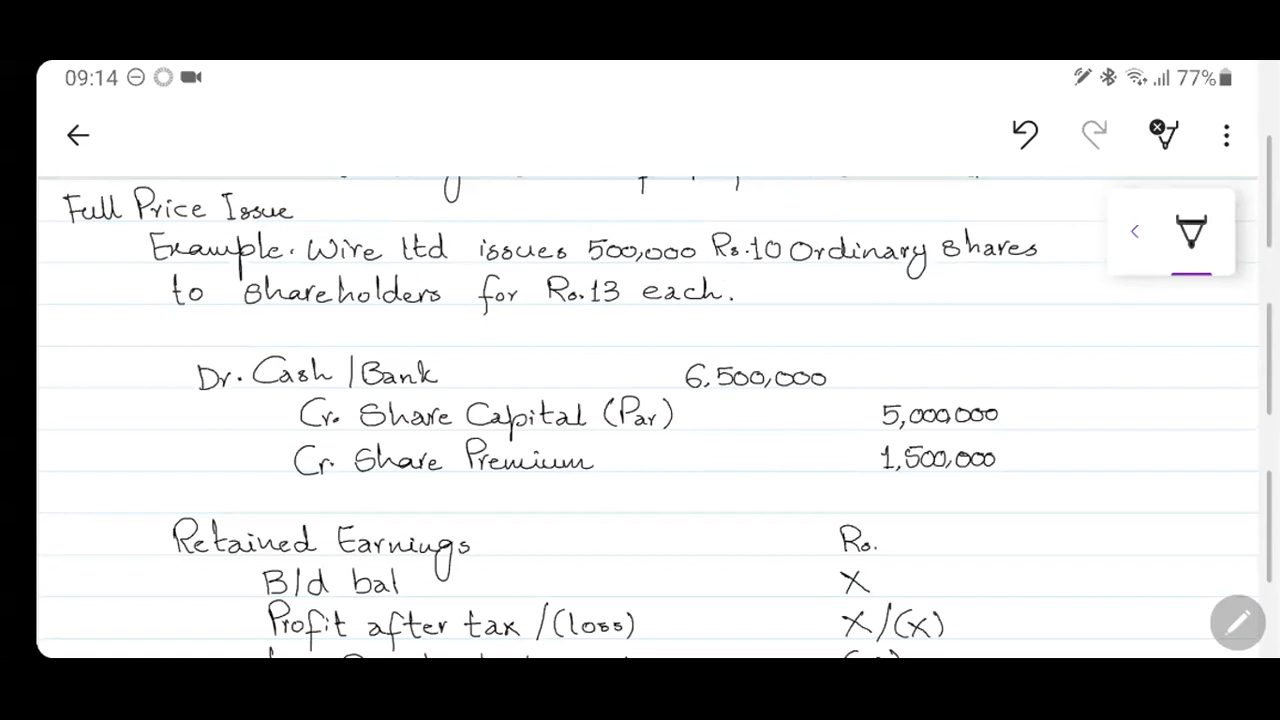 09:14
77%
Full Price Issue
Example. Wire ltd issues 500,000 Rs.10 Ordinary Shares
to shareholders for Rs.13 each.
Dr. Cash / Bank 6,500,000
Cr. Share Capital (Par) 5,000,000
Cr. Share Premium 1,500,000
Retained Earnings Rs.
B/d bal X
Profit after tax / (loss) X/(X)